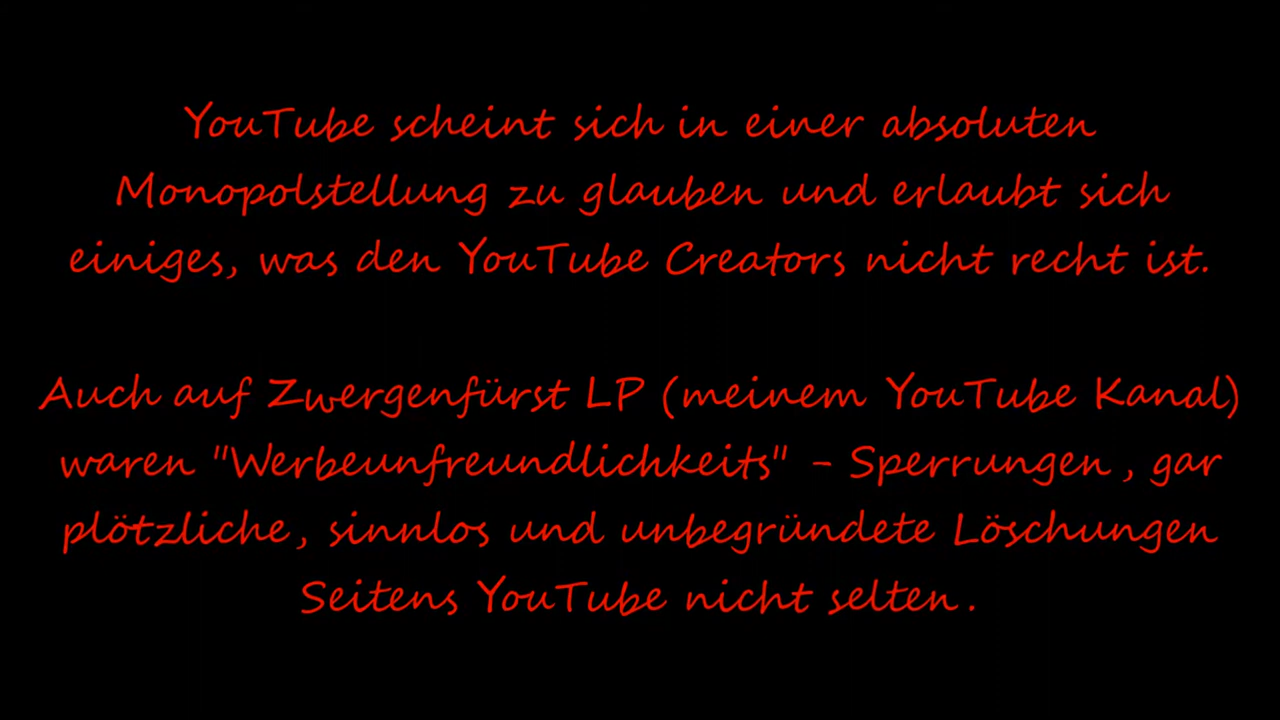 YouTube scheint sich in einer absoluten
Monopolstellung zu glauben und erlaubt sich
einiges, was den YouTube Creators nicht recht ist.
Auch auf Zwergenfürst LP (meinem YouTube Kanal)
waren "Werbeunfreundlichkeits" - Sperrungen , gar
plötzliche, sinnlos und unbegründete Löschungen
Seitens YouTube nicht selten .